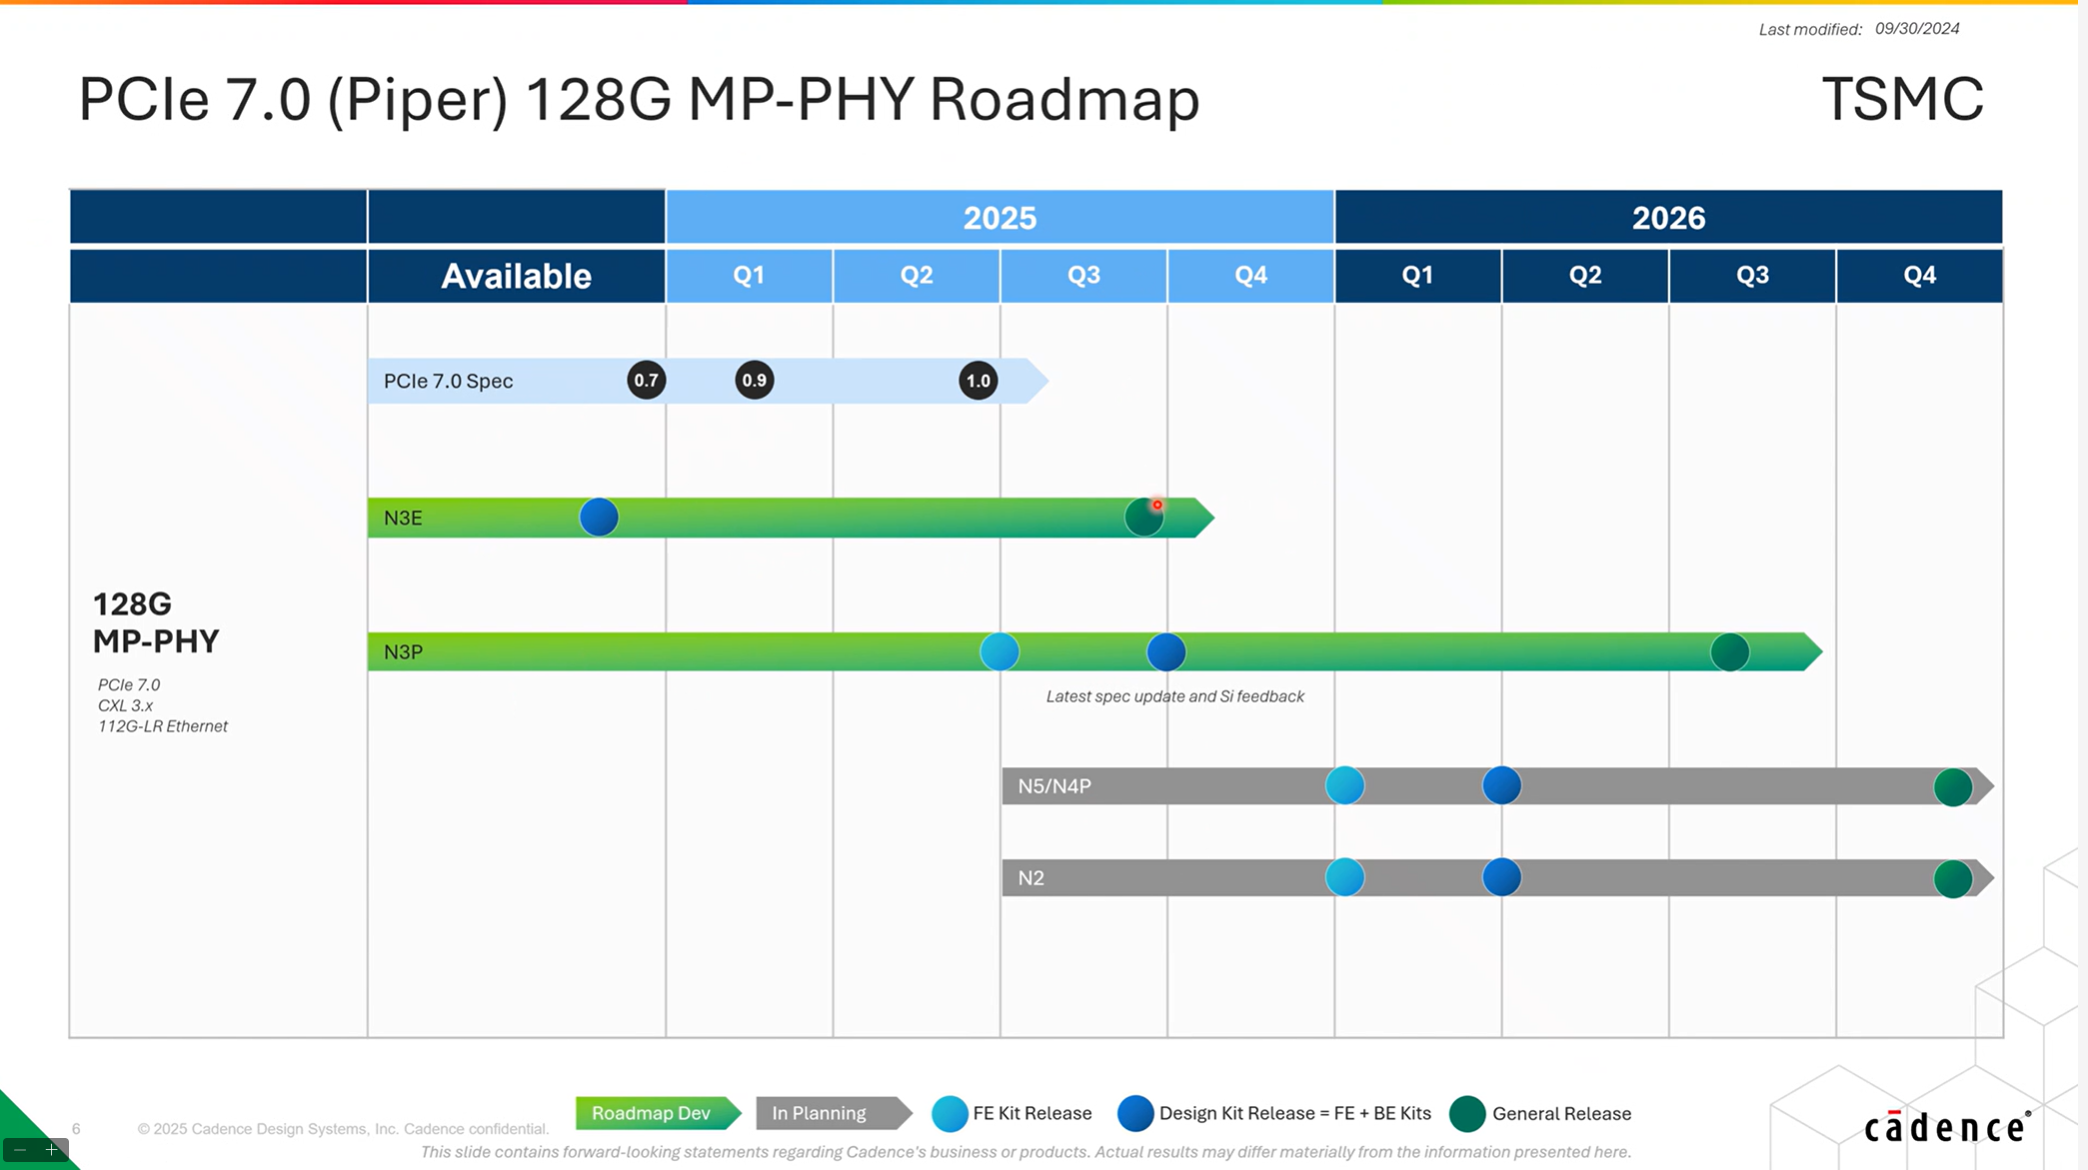 Last modified: 09/30/2024
PCIe 7.0 (Piper) 128G MP-PHY Roadmap
TSMC
2025
2026
Available
Q1
Q2
Q3
Q4
Q1
Q2
Q3
Q4
PCIe 7.0 Spec
0.7
0.9
1.0
N3E
128G
MP-PHY
PCIe 7.0
CXL 3.x
112G-LR Ethernet
N3P
Latest spec update and Si feedback
N5/N4P
N2
Roadmap Dev
In Planning
FE Kit Release
Design Kit Release = FE + BE Kits
General Release
6
© 2025 Cadence Design Systems, Inc. Cadence confidential.
This slide contains forward-looking statements regarding Cadence's business or products. Actual results may differ materially from the information presented here.
cādence®